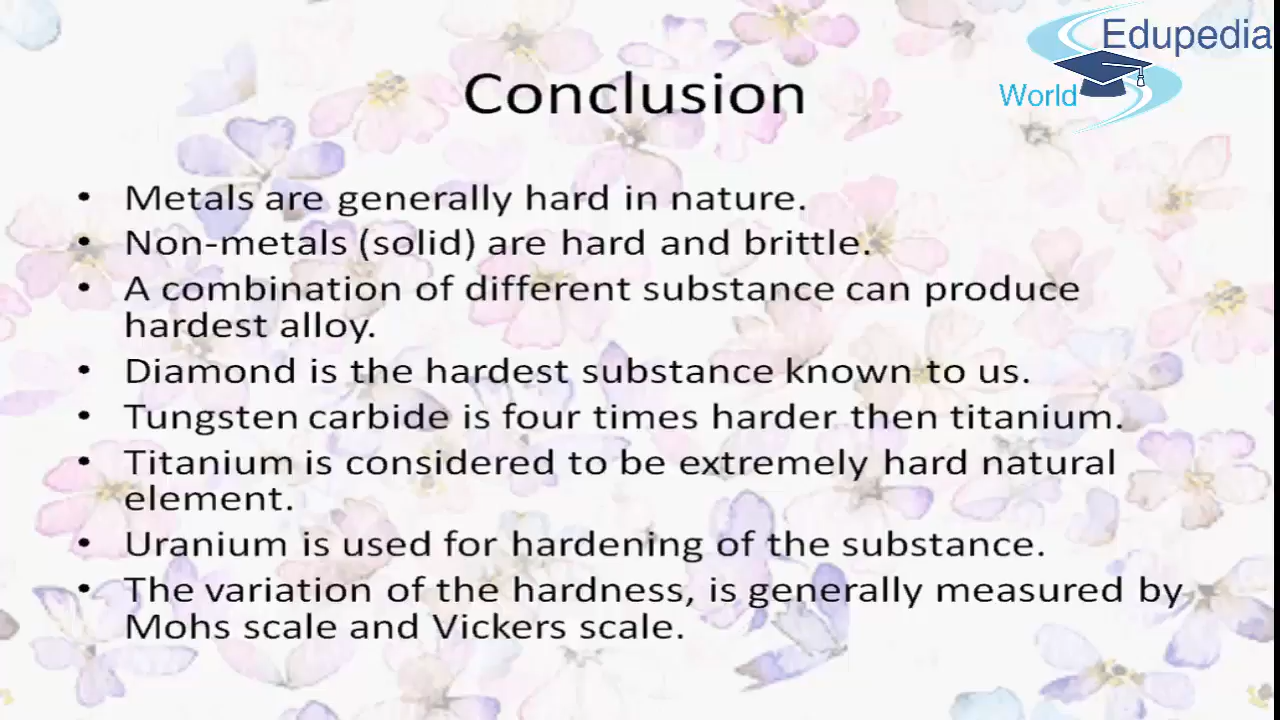 Edupedia
World
Conclusion
• Metals are generally hard in nature.
• Non-metals (solid) are hard and brittle.
• A combination of different substance can produce
hardest alloy.
• Diamond is the hardest substance known to us.
• Tungsten carbide is four times harder then titanium.
• Titanium is considered to be extremely hard natural
element.
• Uranium is used for hardening of the substance.
• The variation of the hardness, is generally measured by
Mohs scale and Vickers scale.